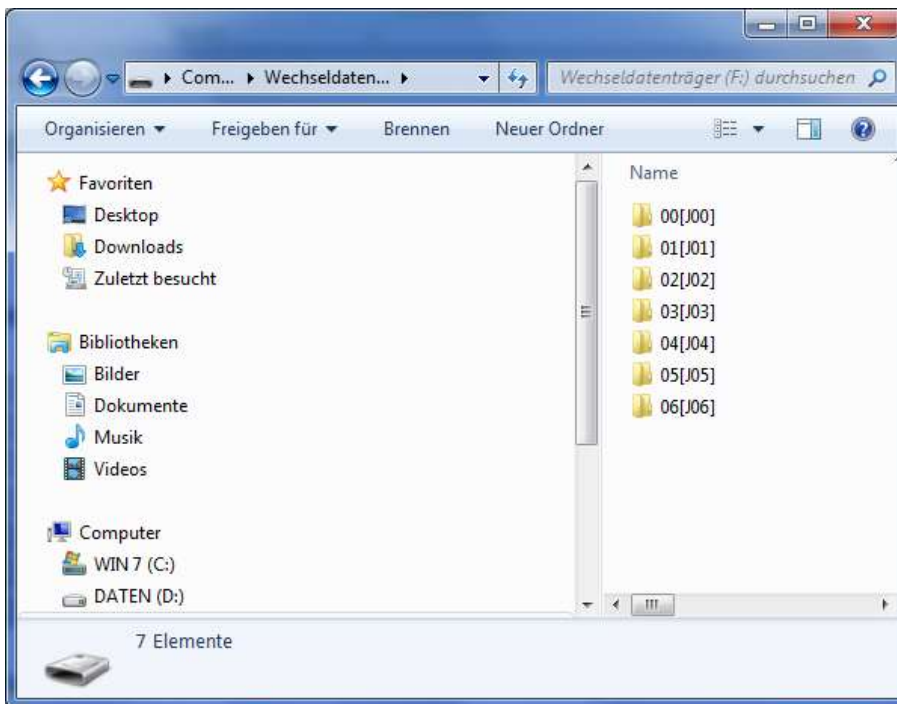 Com... Wechseldaten... Wechseldatenträger (F:) durchsuchen
Organisieren Freigeben für Brennen Neuer Ordner
Favoriten
Desktop
Downloads
Zuletzt besucht
Bibliotheken
Bilder
Dokumente
Musik
Videos
Computer
WIN 7 (C:)
DATEN (D:)
Name
00[J00]
01[J01]
02[J02]
03[J03]
04[J04]
05[J05]
06[J06]
7 Elemente